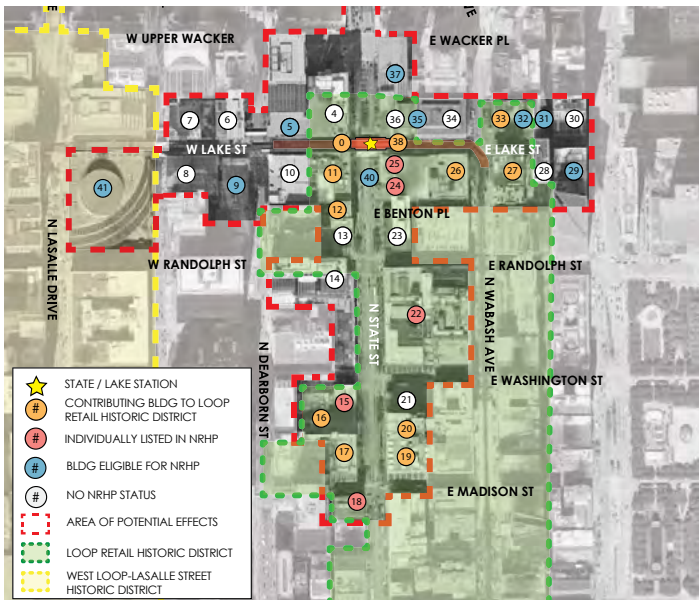 W UPPER WACKER
VE
E WACKER PL
37
7
6
5
4
36
35
34
33
32
31
30
W LAKE ST
0
38
E LAKE ST
41
8
9
10
11
40
25
24
26
27
28
29
12
E BENTON PL
13
23
N LASALLE DRIVE
W RANDOLPH ST
14
E RANDOLPH ST
N STATE ST
N WABASH AVE
22
N DEARBORN ST
E WASHINGTON ST
15
21
16
20
17
19
18
E MADISON ST
STATE / LAKE STATION
# CONTRIBUTING BLDG TO LOOP
RETAIL HISTORIC DISTRICT
# INDIVIDUALLY LISTED IN NRHP
# BLDG ELIGIBLE FOR NRHP
# NO NRHP STATUS
AREA OF POTENTIAL EFFECTS
LOOP RETAIL HISTORIC DISTRICT
WEST LOOP-LASALLE STREET
HISTORIC DISTRICT